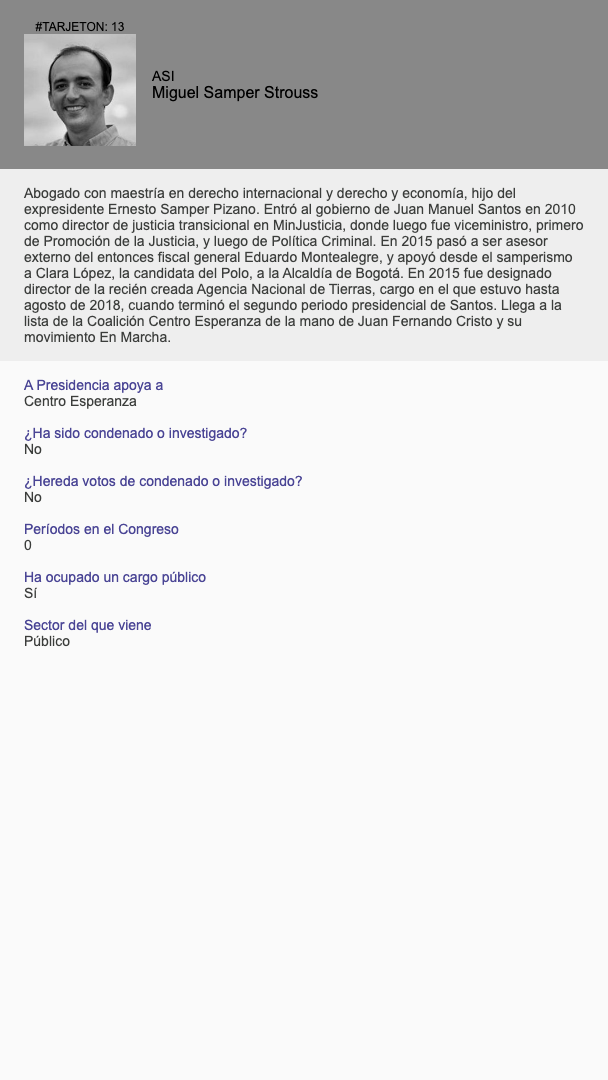 #TARJETON: 13
ASI
Miguel Samper Strouss
Abogado con maestría en derecho internacional y derecho y economía, hijo del
expresidente Ernesto Samper Pizano. Entró al gobierno de Juan Manuel Santos en 2010
como director de justicia transicional en MinJusticia, donde luego fue viceministro, primero
de Promoción de la Justicia, y luego de Política Criminal. En 2015 pasó a ser asesor
externo del entonces fiscal general Eduardo Montealegre, y apoyó desde el samperismo
a Clara López, la candidata del Polo, a la Alcaldía de Bogotá. En 2015 fue designado
director de la recién creada Agencia Nacional de Tierras, cargo en el que estuvo hasta
agosto de 2018, cuando terminó el segundo periodo presidencial de Santos. Llega a la
lista de la Coalición Centro Esperanza de la mano de Juan Fernando Cristo y su
movimiento En Marcha.
A Presidencia apoya a
Centro Esperanza
¿Ha sido condenado o investigado?
No
¿Hereda votos de condenado o investigado?
No
Períodos en el Congreso
0
Ha ocupado un cargo público
Sí
Sector del que viene
Público